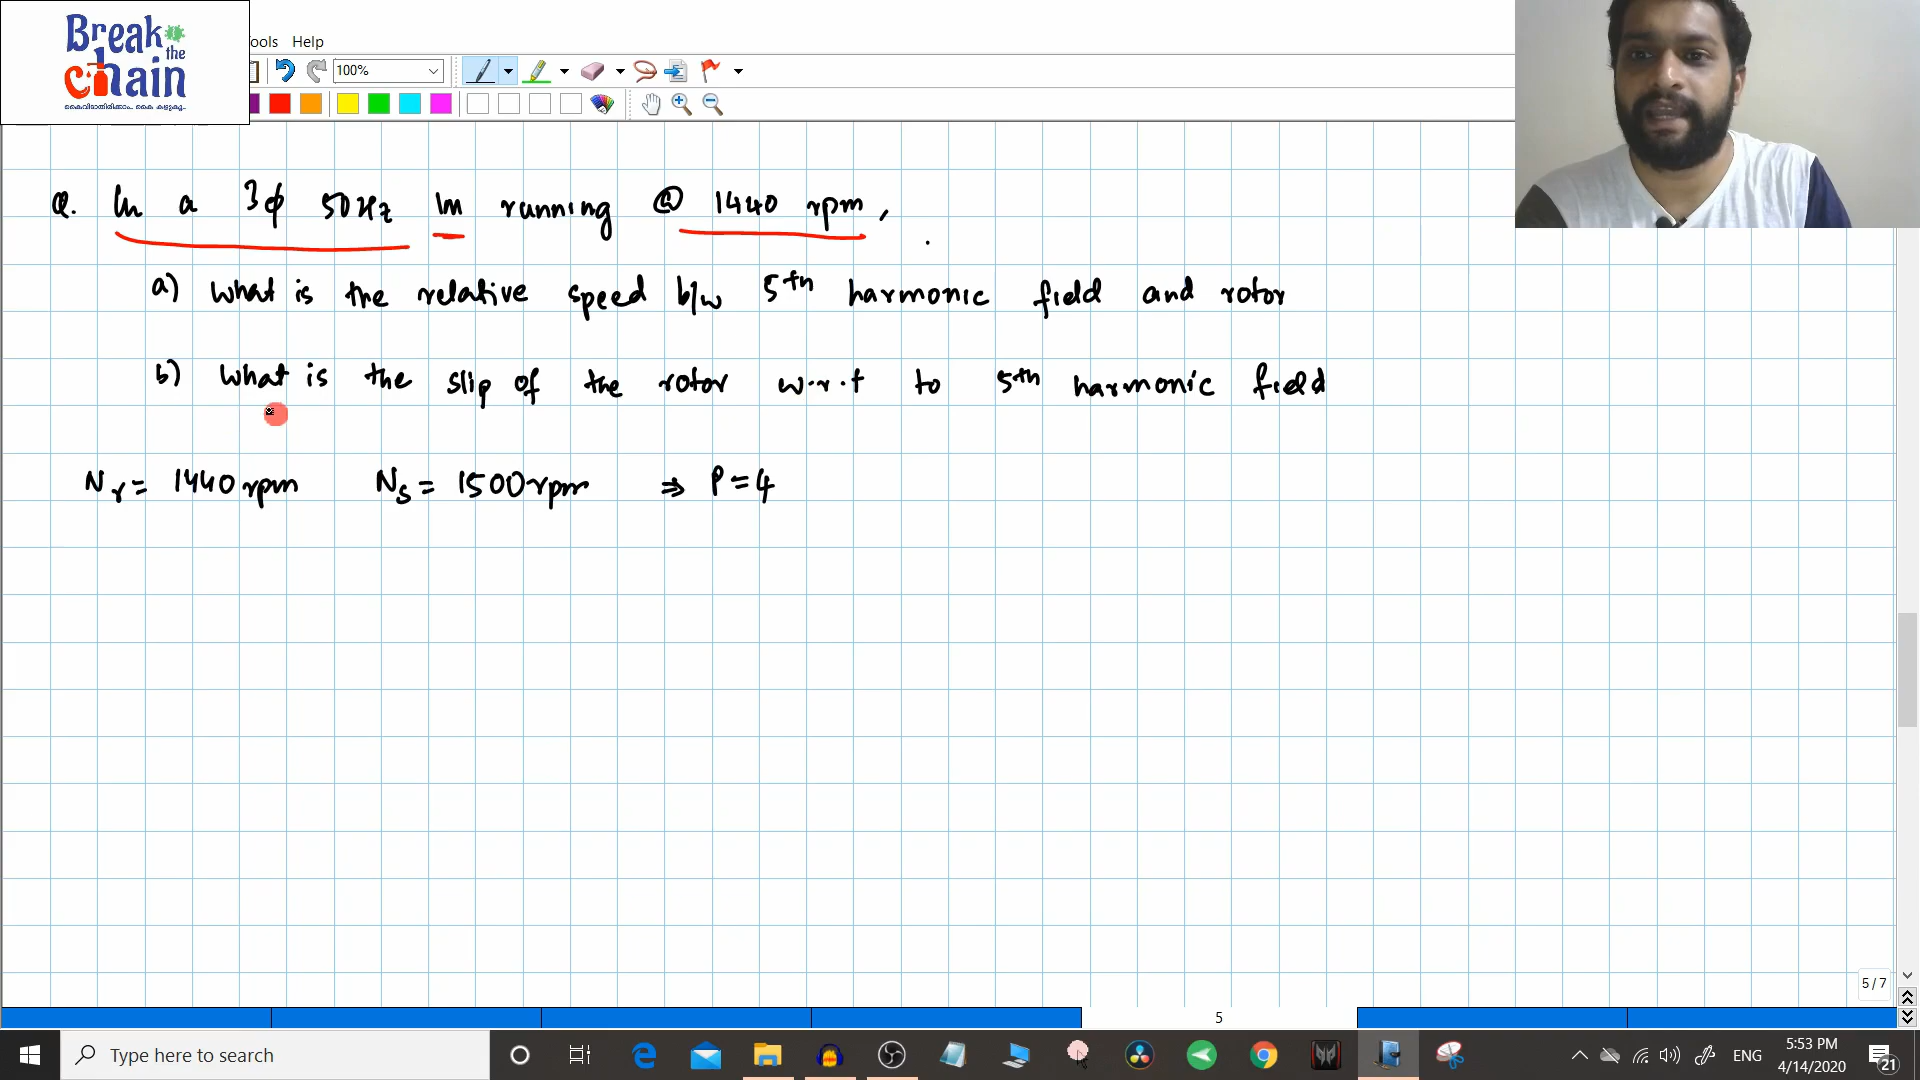 Break
the
chain
കൈവിടാതിരിക്കാം കൈ കഴുകൂ..
ools Help
100%
Q. In a 3ϕ 50Hz IM running @ 1440 rpm,
a) What is the relative speed b/w 5th harmonic field and rotor
b) What is the slip of the rotor w.r.t to 5th harmonic field
Nr = 1440 rpm Ns = 1500 rpm ⇒ P = 4
5 / 7
5
Type here to search
ENG
5:53 PM
4/14/2020
21